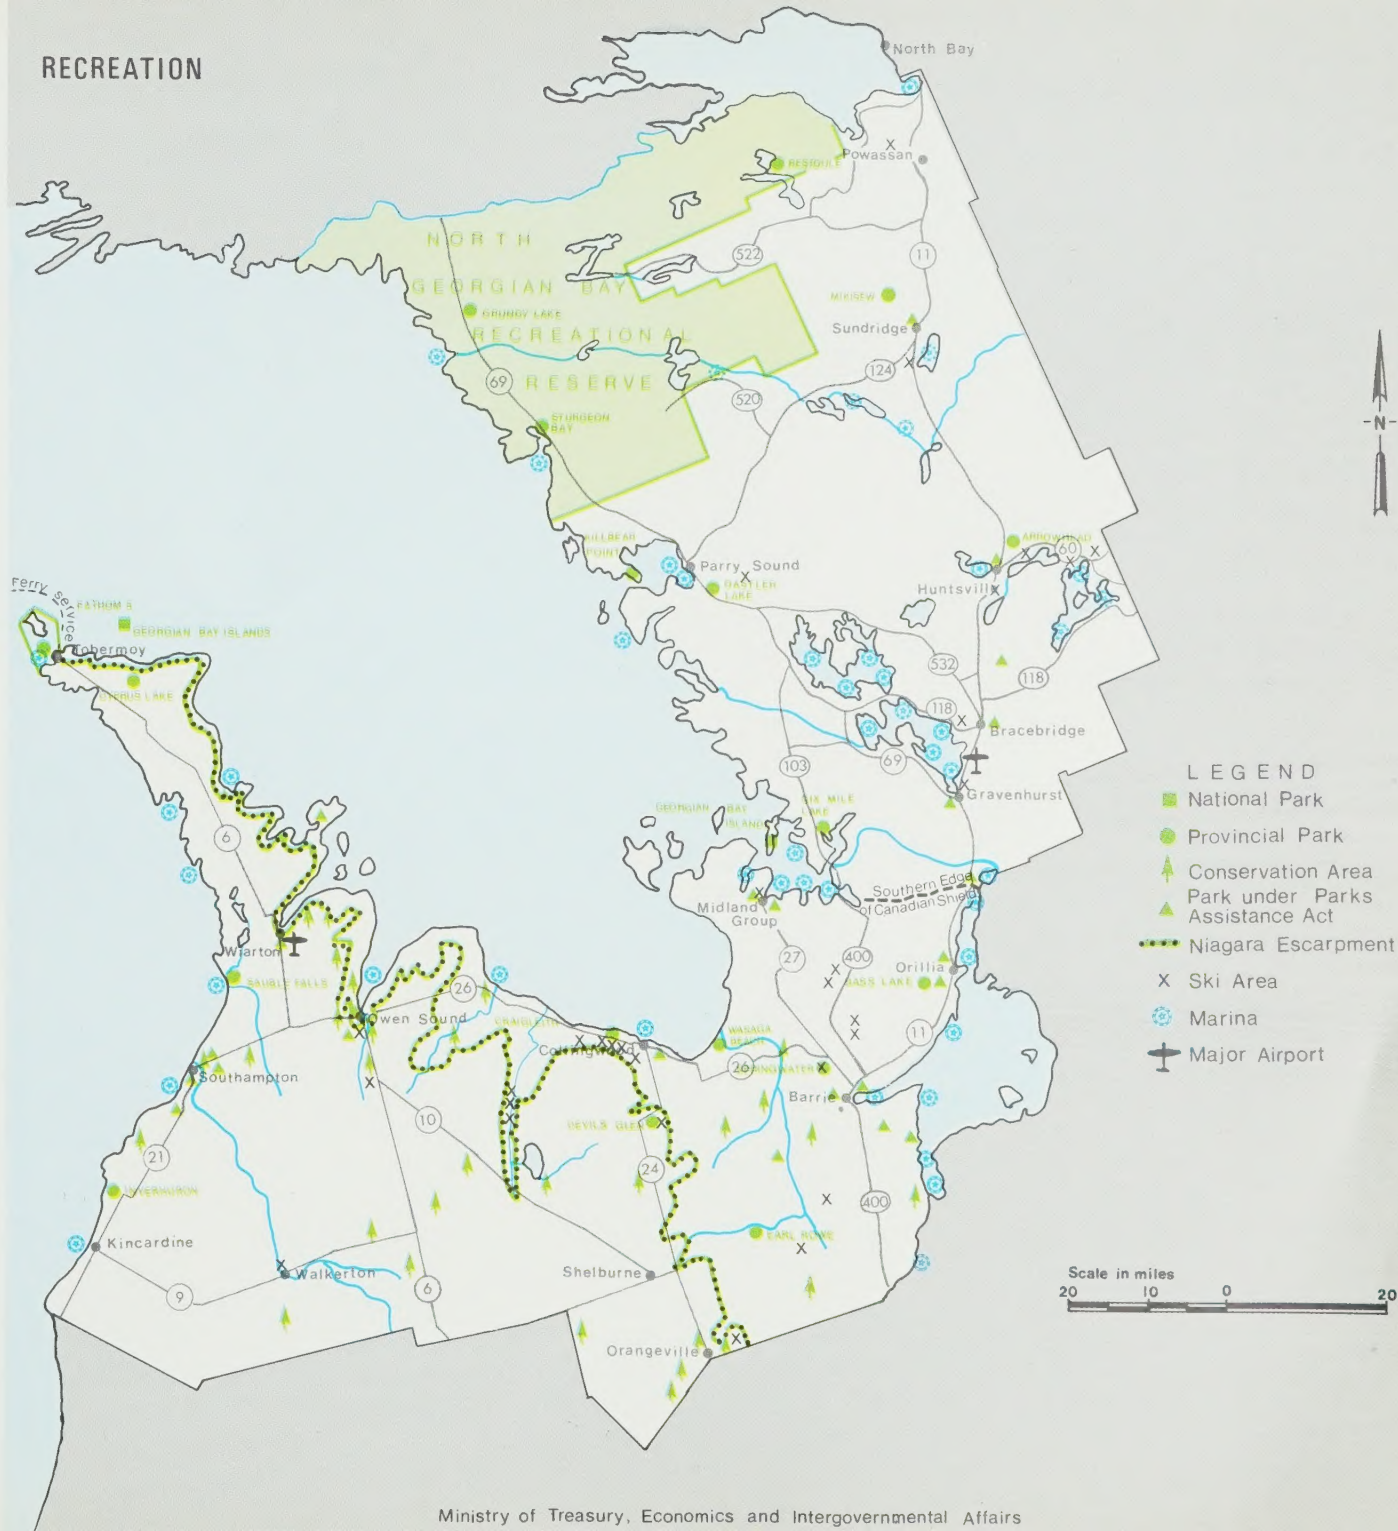 RECREATION
North Bay
Powassan
RESTOULE
NORTH
522
11
GEORGIAN BAY
MIKISEW
GRUNDY LAKE
Sundridge
RECREATIONAL
124
69
RESERVE
520
STURGEON
BAY
-N-
KILLBEAR
POINT
ARROWHEAD
60
Parry Sound
OASTLER
LAKE
Huntsville
Ferry service
FATHOM 5
GEORGIAN BAY ISLANDS
Tobermoy
CYPRUS LAKE
532
118
118
Bracebridge
103
69
Gravenhurst
GEORGIAN BAY
ISLAND
SIX MILE
LAKE
6
Southern Edge
of Canadian Shield
Midland
Group
Wiarton
27
400
Orillia
SAUBLE FALLS
BASS LAKE
26
Owen Sound
CRAIGLEITH
WASAGA
BEACH
11
Collingwood
Southampton
26
SPRINGWATER
Barrie
10
DEVILS GLEN
21
24
INVERHURON
400
EARL ROWE
Kincardine
Walkerton
Shelburne
9
6
Orangeville
LEGEND
National Park
Provincial Park
Conservation Area
Park under Parks
Assistance Act
Niagara Escarpment
x Ski Area
Marina
Major Airport
Scale in miles
20 10 0 20
Ministry of Treasury, Economics and Intergovernmental Affairs